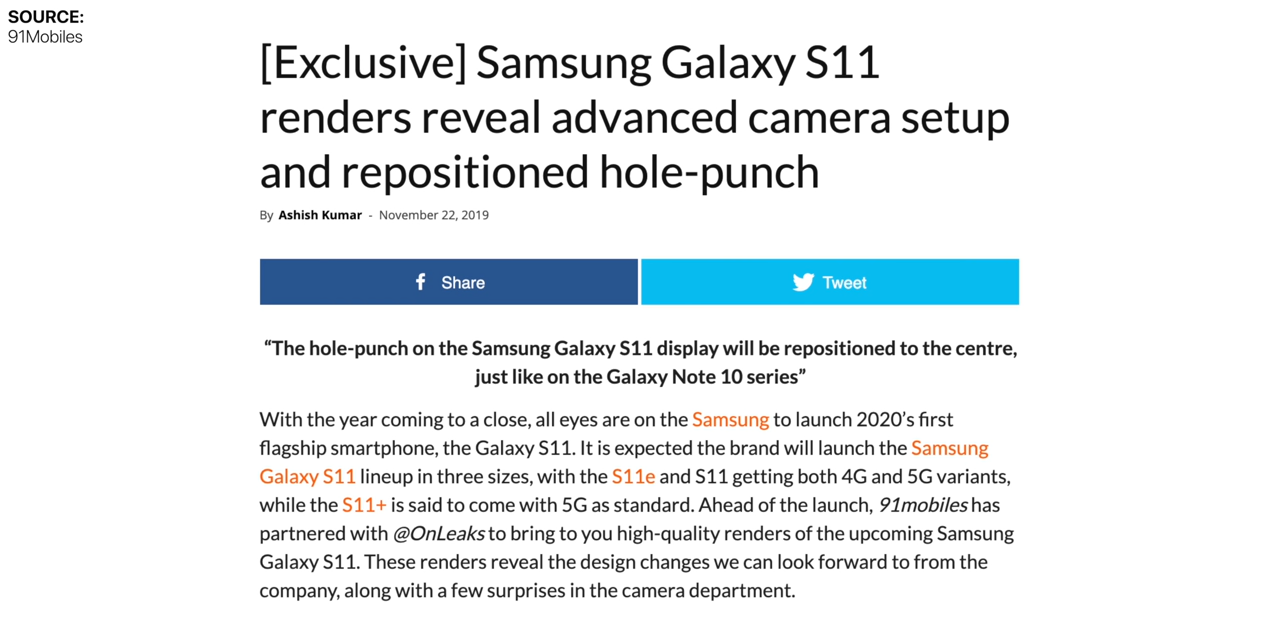 SOURCE:
91Mobiles
[Exclusive] Samsung Galaxy S11
renders reveal advanced camera setup
and repositioned hole-punch
By Ashish Kumar - November 22, 2019
Share
Tweet
“The hole-punch on the Samsung Galaxy S11 display will be repositioned to the centre,
just like on the Galaxy Note 10 series”
With the year coming to a close, all eyes are on the Samsung to launch 2020’s first
flagship smartphone, the Galaxy S11. It is expected the brand will launch the Samsung
Galaxy S11 lineup in three sizes, with the S11e and S11 getting both 4G and 5G variants,
while the S11+ is said to come with 5G as standard. Ahead of the launch, 91mobiles has
partnered with @OnLeaks to bring to you high-quality renders of the upcoming Samsung
Galaxy S11. These renders reveal the design changes we can look forward to from the
company, along with a few surprises in the camera department.